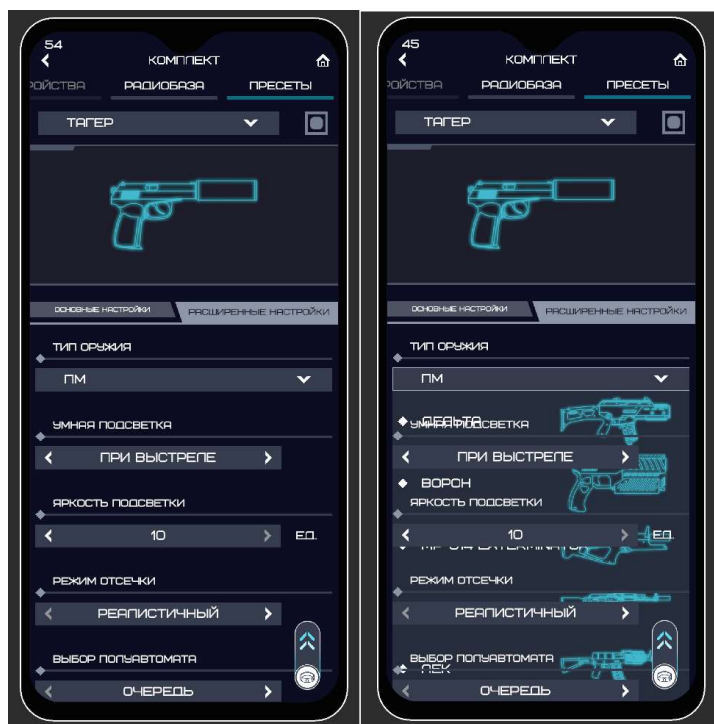 54
КОМПЛЕКТ
РОЙСТВА РАДИОБАЗА ПРЕСЕТЫ
ТАГЕР
ОСНОВНЫЕ НАСТРОЙКИ РАСШИРЕННЫЕ НАСТРОЙКИ
ТИП ОРУЖИЯ
ПМ
УМНАЯ ПОДСВЕТКА
ПРИ ВЫСТРЕЛЕ
ЯРКОСТЬ ПОДСВЕТКИ
10 ЕД.
РЕЖИМ ОТСЕЧКИ
РЕАЛИСТИЧНЫЙ
ВЫБОР ПОЛУАВТОМАТА
ОЧЕРЕДЬ
45
КОМПЛЕКТ
РОЙСТВА РАДИОБАЗА ПРЕСЕТЫ
ТАГЕР
ОСНОВНЫЕ НАСТРОЙКИ РАСШИРЕННЫЕ НАСТРОЙКИ
ТИП ОРУЖИЯ
ПМ
ДЕЛЬТА
УМНАЯ ПОДСВЕТКА
ПРИ ВЫСТРЕЛЕ
ВОРОН
ЯРКОСТЬ ПОДСВЕТКИ
10 ЕД.
РЕЖИМ ОТСЕЧКИ
РЕАЛИСТИЧНЫЙ
ВЫБОР ПОЛУАВТОМАТА
ОЧЕРЕДЬ